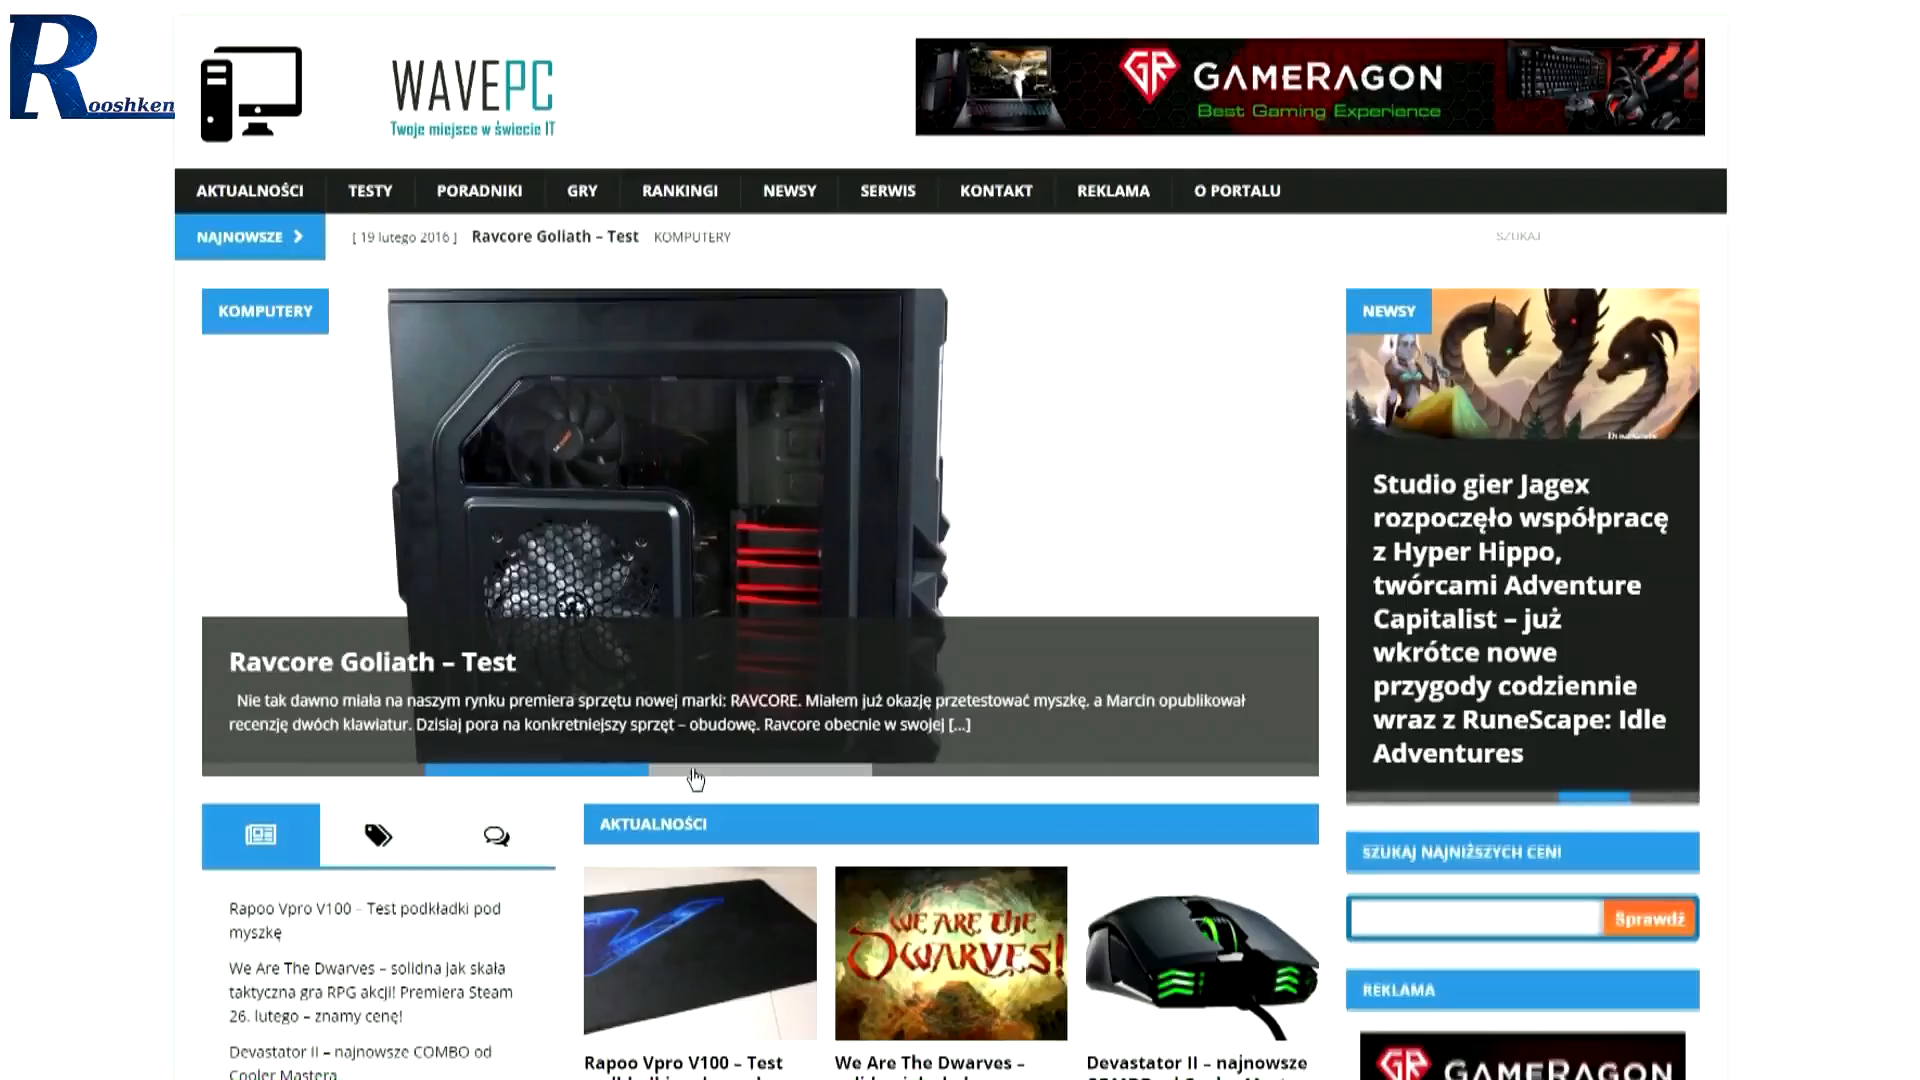 Rooshken
WAVEPC
Twoje miejsce w świecie IT
GR GAMERAGON
Best Gaming Experience
AKTUALNOŚCI TESTY PORADNIKI GRY RANKINGI NEWSY SERWIS KONTAKT REKLAMA O PORTALU
NAJNOWSZE
[ 19 lutego 2016 ] Ravcore Goliath – Test KOMPUTERY
SZUKAJ
KOMPUTERY
Ravcore Goliath – Test
Nie tak dawno miała na naszym rynku premiera sprzętu nowej marki: RAVCORE. Miałem już okazję przetestować myszkę, a Marcin opublikował
recenzję dwóch klawiatur. Dzisiaj pora na konkretniejszy sprzęt – obudowę. Ravcore obecnie w swojej [...]
NEWSY
Studio gier Jagex
rozpoczęło współpracę
z Hyper Hippo,
twórcami Adventure
Capitalist – już
wkrótce nowe
przygody codziennie
wraz z RuneScape: Idle
Adventures
Rapoo Vpro V100 – Test podkładki pod
myszkę
We Are The Dwarves – solidna jak skała
taktyczna gra RPG akcji! Premiera Steam
26. lutego – znamy cenę!
Devastator II – najnowsze COMBO od
Cooler Mastera
AKTUALNOŚCI
WE ARE THE
DWARVES!
Rapoo Vpro V100 – Test
We Are The Dwarves –
Devastator II – najnowsze
SZUKAJ NAJNIŻSZYCH CEN!
Sprawdź
REKLAMA
GR GAMERAGON